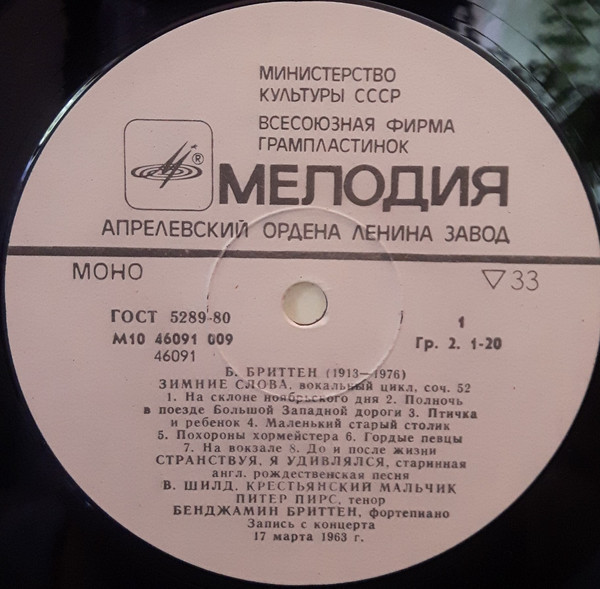 МИНИСТЕРСТВО
КУЛЬТУРЫ СССР
ВСЕСОЮЗНАЯ ФИРМА
ГРАМПЛАСТИНОК
®
МЕЛОДИЯ
АПРЕЛЕВСКИЙ ОРДЕНА ЛЕНИНА ЗАВОД
МОНО
▽33
ГОСТ 5289-80
М10 46091 009
46091
1
Гр. 2. 1-20
Б. БРИТТЕН (1913—1976)
ЗИМНИЕ СЛОВА, вокальный цикл, соч. 52
1. На склоне ноябрьского дня 2. Полночь
в поезде Большой Западной дороги 3. Птичка
и ребенок 4. Маленький старый столик
5. Похороны хормейстера 6. Гордые певцы
7. На вокзале 8. До и после жизни
СТРАНСТВУЯ, Я УДИВЛЯЛСЯ, старинная
англ. рождественская песня
В. ШИЛД. КРЕСТЬЯНСКИЙ МАЛЬЧИК
ПИТЕР ПИРС, тенор
БЕНДЖАМИН БРИТТЕН, фортепиано
Запись с концерта
17 марта 1963 г.